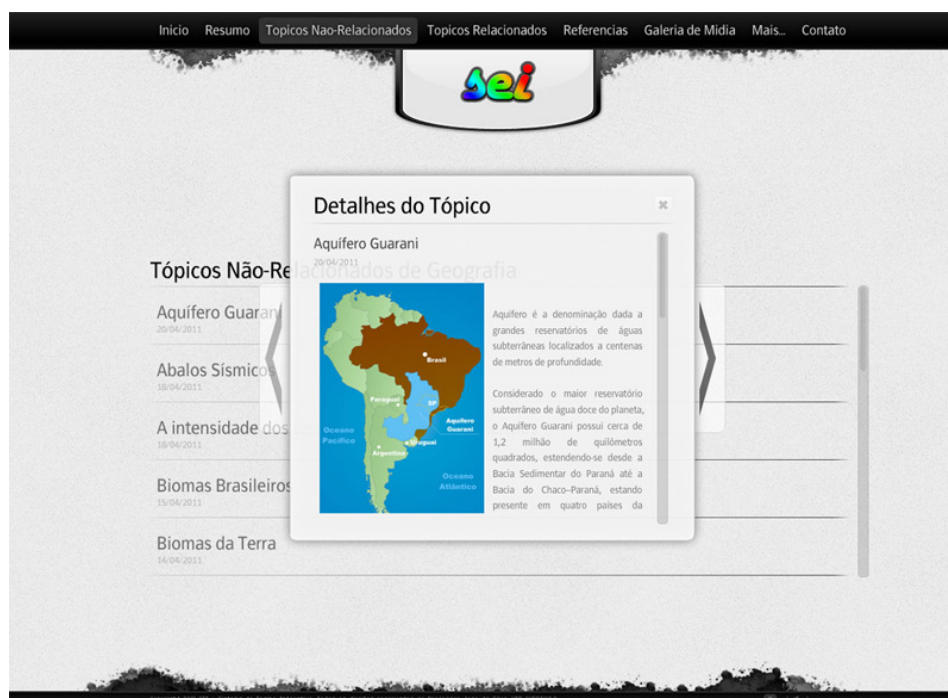 Inicio Resumo Topicos Nao-Relacionados Topicos Relacionados Referencias Galeria de Midia Mais... Contato
sei
Detalhes do Tópico
Aquífero Guarani
20/04/2011
Brasil
Paraguai
SP
Aquífero
Guarani
Oceano
Pacífico
Uruguai
Argentina
Oceano
Atlântico
Aquífero é a denominação dada a
grandes reservatórios de águas
subterrâneas localizados a centenas
de metros de profundidade.
Considerado o maior reservatório
subterrâneo de água doce do planeta,
o Aquífero Guarani possui cerca de
1,2 milhão de quilómetros
quadrados, estendendo-se desde a
Bacia Sedimentar do Paraná até a
Bacia do Chaco–Paraná, estando
presente em quatro países da
Tópicos Não-Relacionados de Geografia
Aquífero Guarani
20/04/2011
Abalos Sísmicos
18/04/2011
A intensidade dos
18/04/2011
Biomas Brasileiros
15/04/2011
Biomas da Terra
14/04/2011